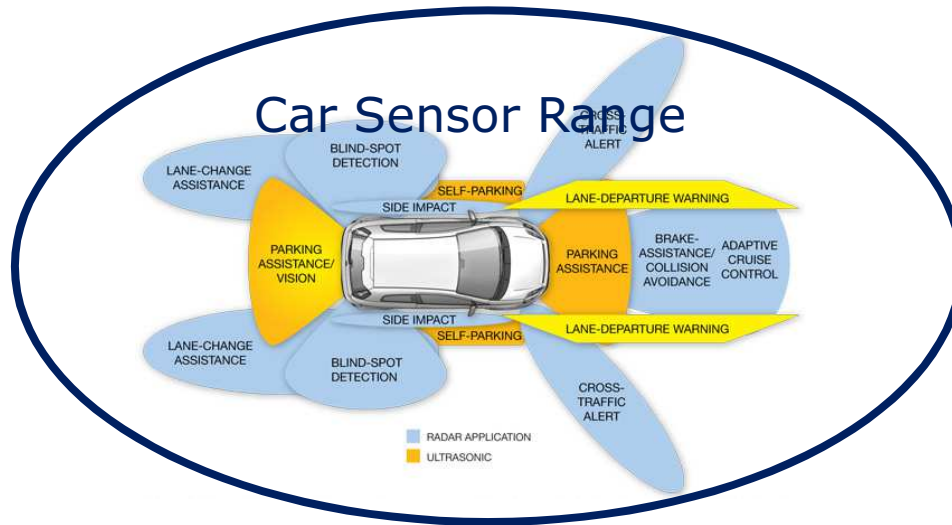 Car Sensor Range
CROSS-
TRAFFIC
ALERT
BLIND-SPOT
DETECTION
LANE-CHANGE
ASSISTANCE
SELF-PARKING
LANE-DEPARTURE WARNING
SIDE IMPACT
PARKING
ASSISTANCE/
VISION
PARKING
ASSISTANCE
BRAKE-
ASSISTANCE/
COLLISION
AVOIDANCE
ADAPTIVE
CRUISE
CONTROL
SIDE IMPACT
LANE-DEPARTURE WARNING
SELF-PARKING
LANE-CHANGE
ASSISTANCE
BLIND-SPOT
DETECTION
CROSS-
TRAFFIC
ALERT
RADAR APPLICATION
ULTRASONIC